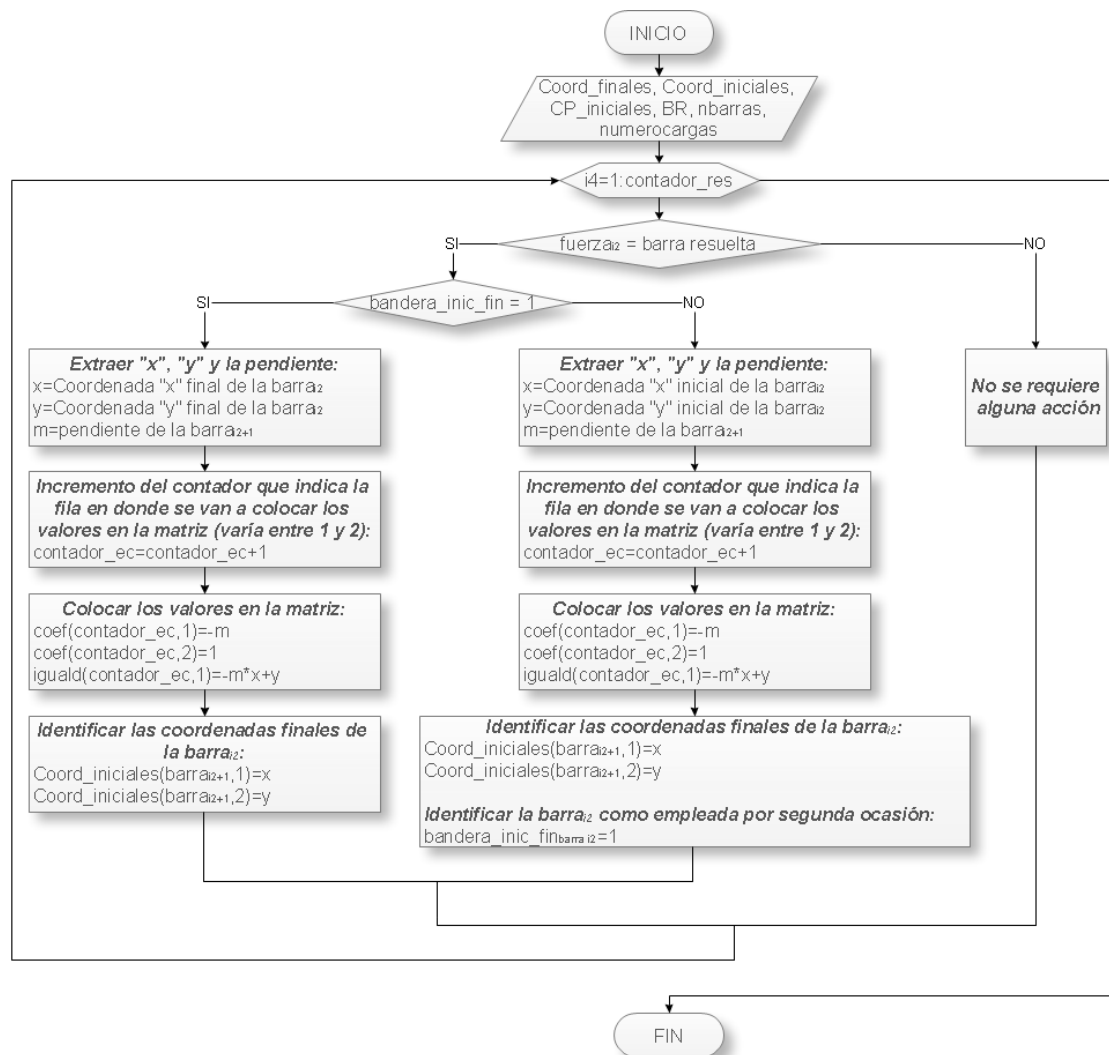 INICIO
Coord_finales, Coord_iniciales,
CP_iniciales, BR, nbarras,
numerocargas
i4=1:contador_res
fuerzai2 = barra resuelta
SI
NO
bandera_inic_fin = 1
SI
NO
Extraer "x", "y" y la pendiente:
x=Coordenada "x" final de la barrai2
y=Coordenada "y" final de la barrai2
m=pendiente de la barrai2+1
Incremento del contador que indica la
fila en donde se van a colocar los
valores en la matriz (varía entre 1 y 2):
contador_ec=contador_ec+1
Colocar los valores en la matriz:
coef(contador_ec,1)=-m
coef(contador_ec,2)=1
iguald(contador_ec,1)=-m*x+y
Identificar las coordenadas finales de
la barrai2:
Coord_iniciales(barrai2+1,1)=x
Coord_iniciales(barrai2+1,2)=y
Extraer "x", "y" y la pendiente:
x=Coordenada "x" inicial de la barrai2
y=Coordenada "y" inicial de la barrai2
m=pendiente de la barrai2+1
Incremento del contador que indica la
fila en donde se van a colocar los
valores en la matriz (varía entre 1 y 2):
contador_ec=contador_ec+1
Colocar los valores en la matriz:
coef(contador_ec,1)=-m
coef(contador_ec,2)=1
iguald(contador_ec,1)=-m*x+y
Identificar las coordenadas finales de la barrai2:
Coord_iniciales(barrai2+1,1)=x
Coord_iniciales(barrai2+1,2)=y
Identificar la barrai2 como empleada por segunda ocasión:
bandera_inic_finbarra i2=1
No se requiere
alguna acción
FIN